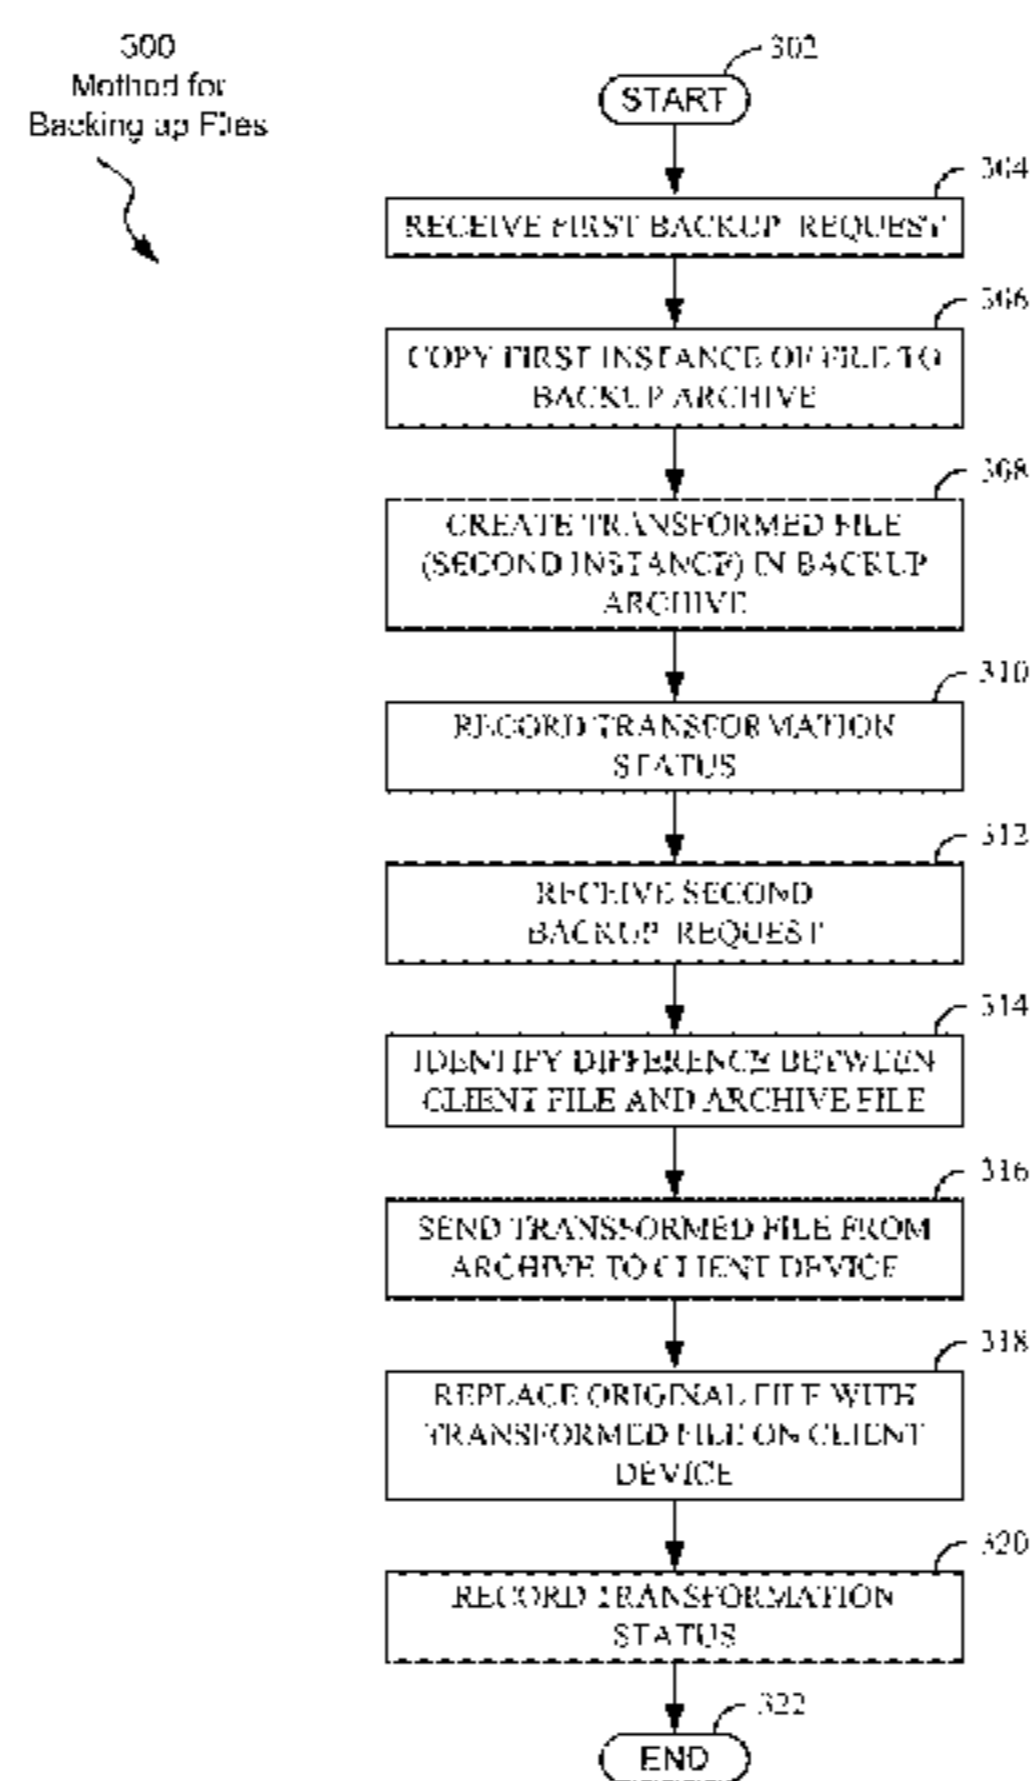 300
Method for
Backing up Files
302
START
304
RECEIVE FIRST BACKUP REQUEST
306
COPY FIRST INSTANCE OF FILE TO
BACKUP ARCHIVE
308
CREATE TRANSFORMED FILE
(SECOND INSTANCE) IN BACKUP
ARCHIVE
310
RECORD TRANSFORMATION
STATUS
312
RECEIVE SECOND
BACKUP REQUEST
314
IDENTIFY DIFFERENCE BETWEEN
CLIENT FILE AND ARCHIVE FILE
316
SEND TRANSFORMED FILE FROM
ARCHIVE TO CLIENT DEVICE
318
REPLACE ORIGINAL FILE WITH
TRANSFORMED FILE ON CLIENT
DEVICE
320
RECORD TRANSFORMATION
STATUS
322
END